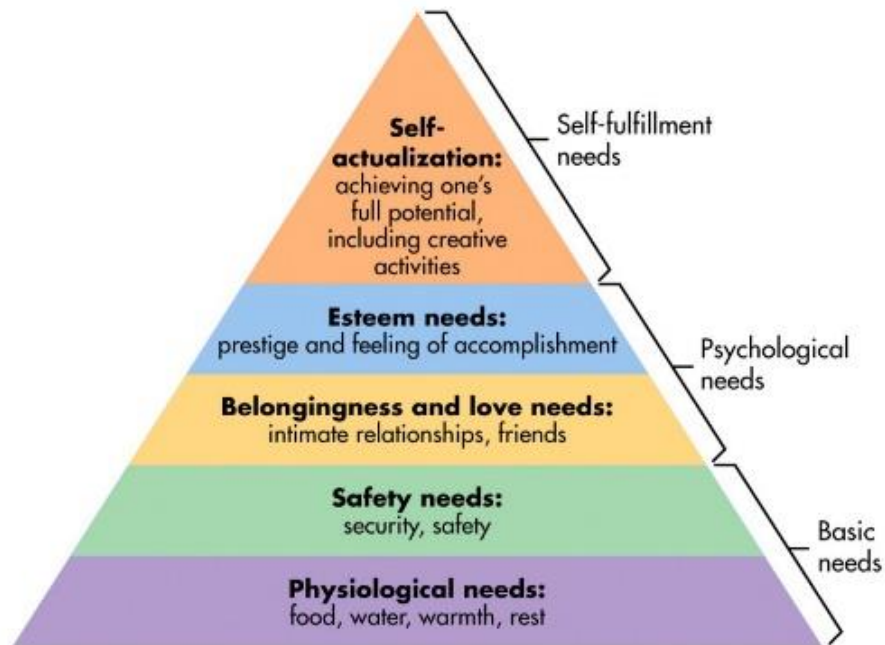 Self-
actualization:
achieving one's
full potential,
including creative
activities
Self-fulfillment
needs
Esteem needs:
prestige and feeling of accomplishment
Belongingness and love needs:
intimate relationships, friends
Psychological
needs
Safety needs:
security, safety
Physiological needs:
food, water, warmth, rest
Basic
needs